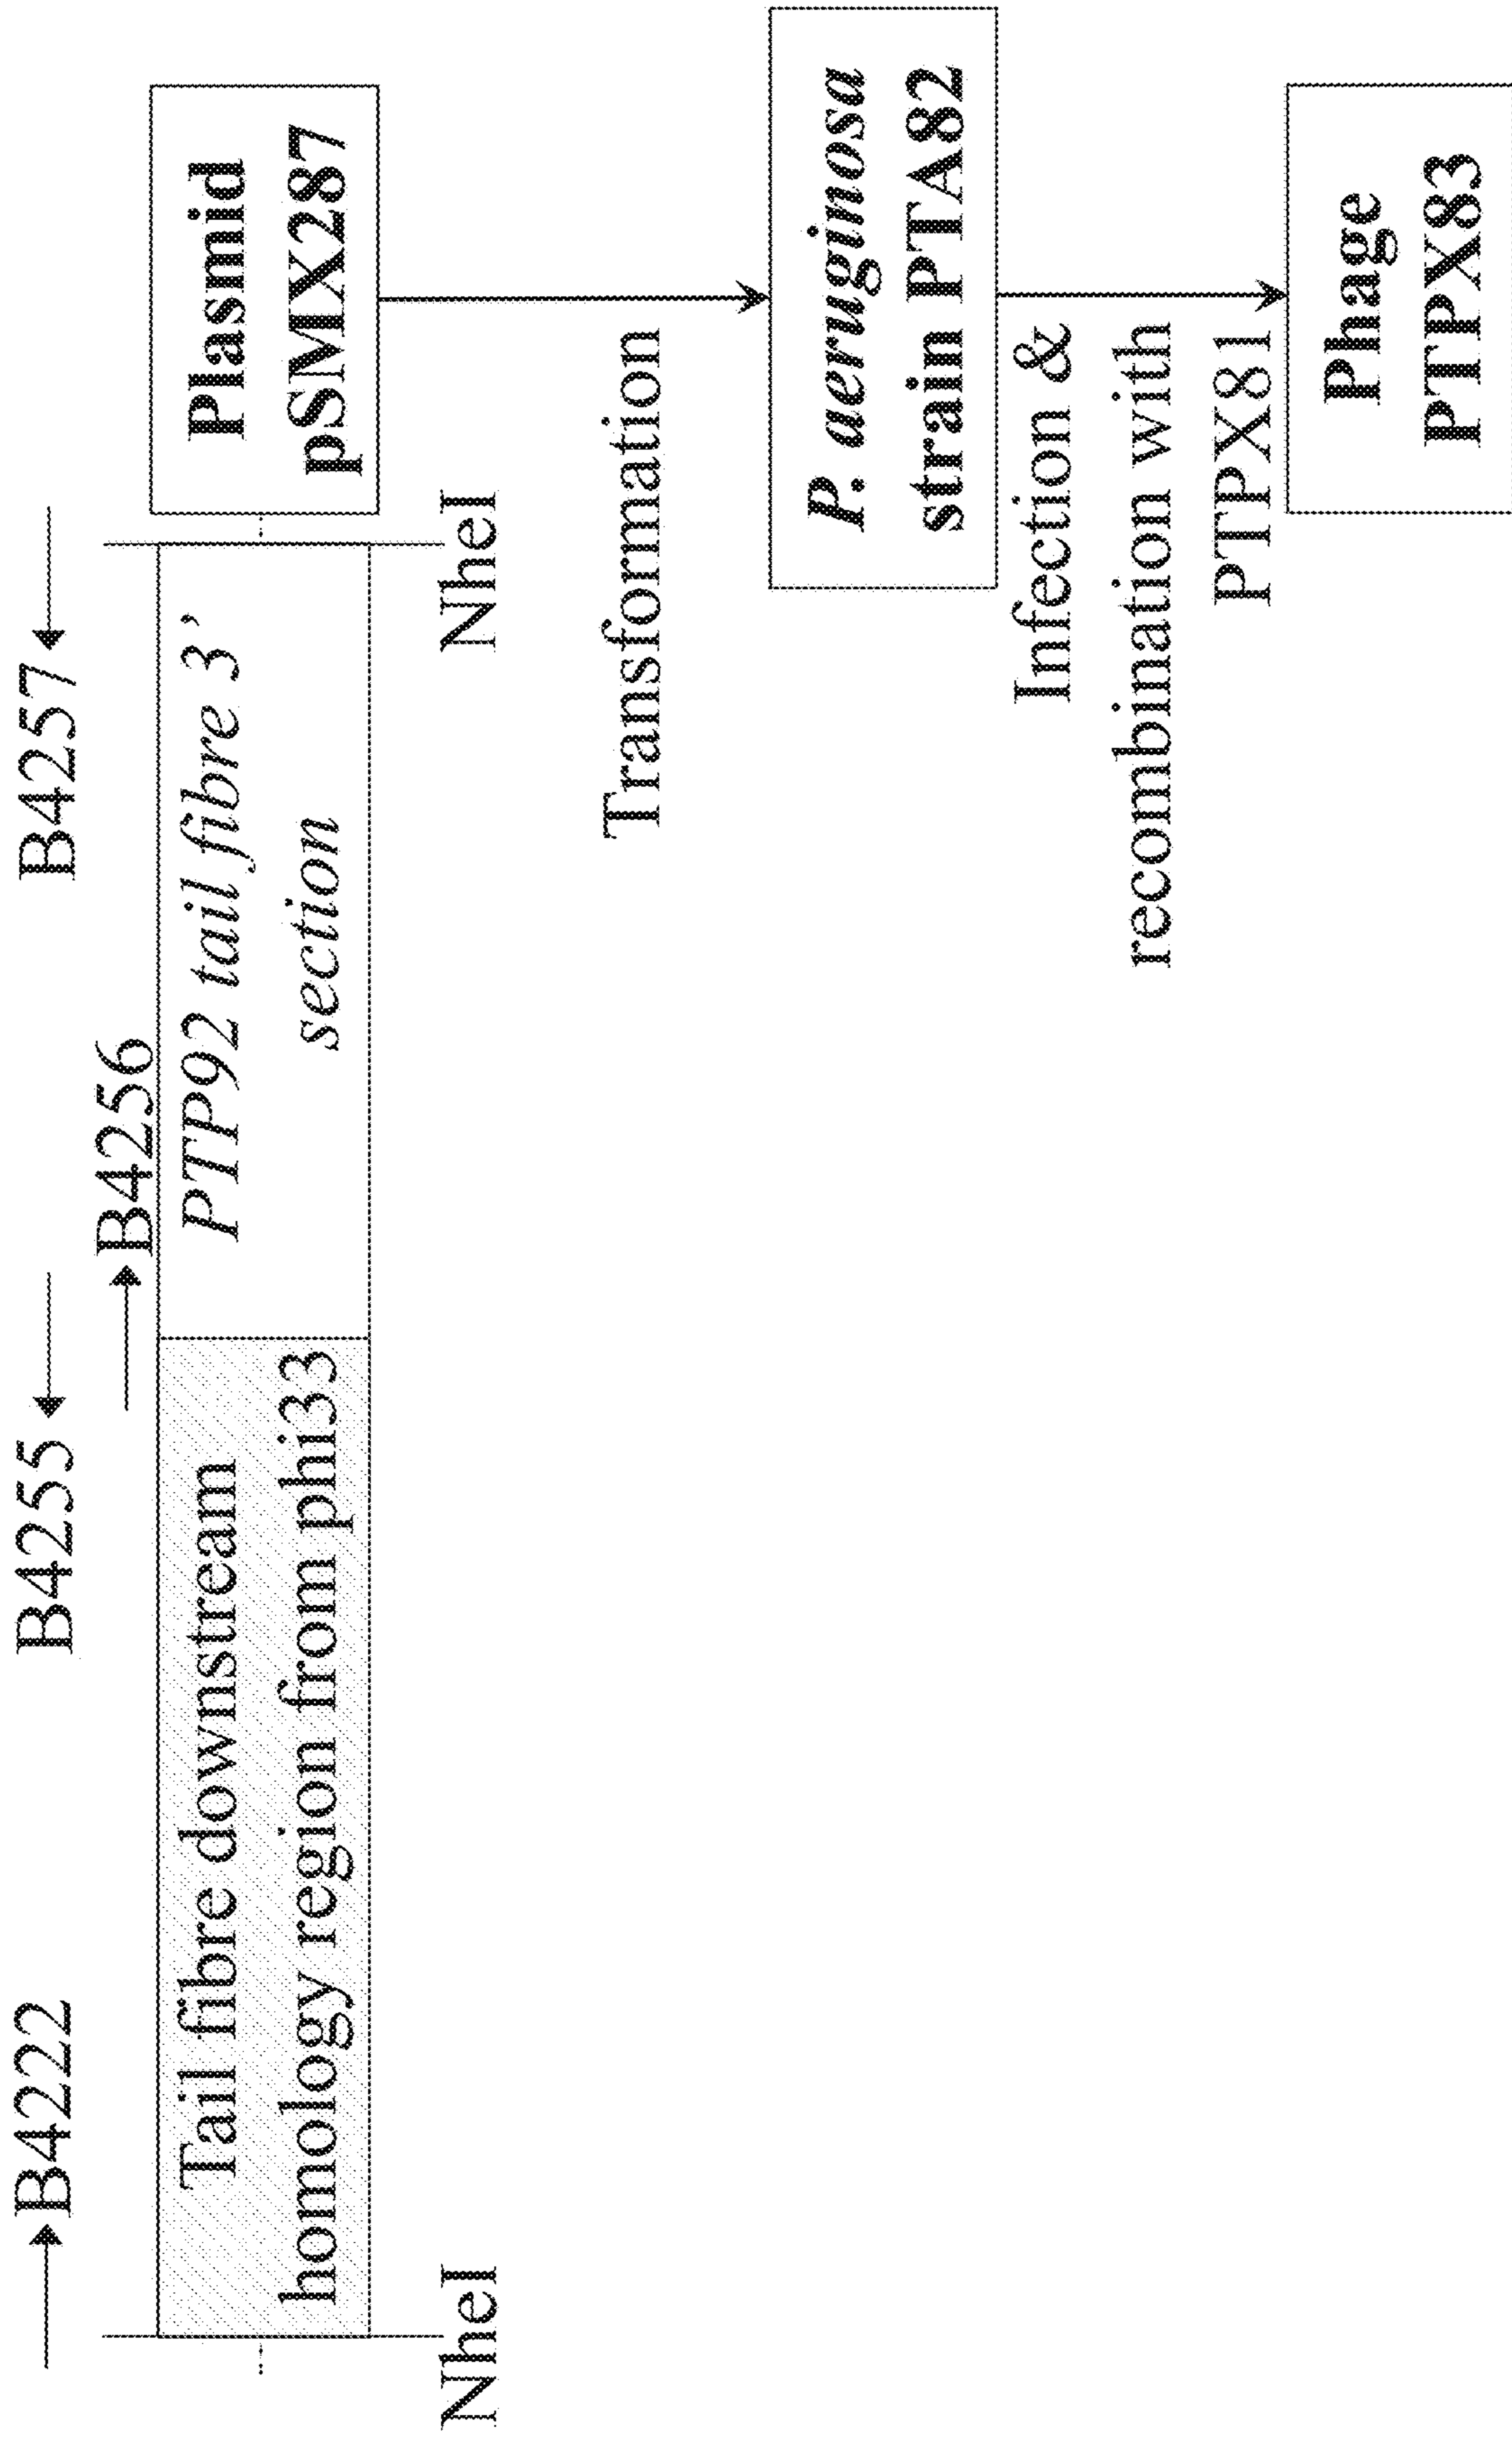 B4222
B4255
B4257
B4256
Tail fibre downstream
homology region from phi33
PTP92 tail fibre 3’
section
Plasmid
pSMX287
NheI
NheI
Transformation
P. aeruginosa
strain PTA82
Infection &
recombination with
PTPX81
Phage
PTPX83